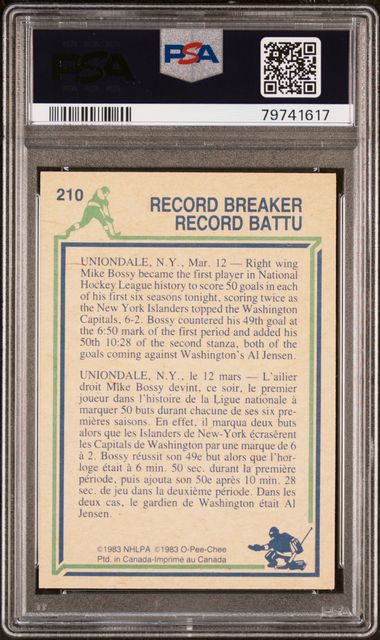 PSA
PSA
79741617
210
RECORD BREAKER
RECORD BATTU
UNIONDALE, N.Y., Mar. 12 — Right wing
Mike Bossy became the first player in National
Hockey League history to score 50 goals in each
of his first six seasons tonight, scoring twice as
the New York Islanders topped the Washington
Capitals, 6-2. Bossy countered his 49th goal at
the 6:50 mark of the first period and added his
50th 10:28 of the second stanza, both of the
goals coming against Washington's Al Jensen.
UNIONDALE, N.Y., le 12 mars — L'ailier
droit Mike Bossy devint, ce soir, le premier
joueur dans l'histoire de la Ligue nationale à
marquer 50 buts durant chacune de ses six pre-
mières saisons. En effet, il marqua deux buts
alors que les Islanders de New-York écrasèrent
les Capitals de Washington par une marque de 6
à 2. Bossy réussit son 49e but alors que l'hor-
loge était à 6 min. 50 sec. durant la première
période, puis ajouta son 50e après 10 min. 28
sec. de jeu dans la deuxième période. Dans les
deux cas, le gardien de Washington était Al
Jensen.
©1983 NHLPA ©1983 O-Pee-Chee
Ptd. in Canada-Imprimé au Canada